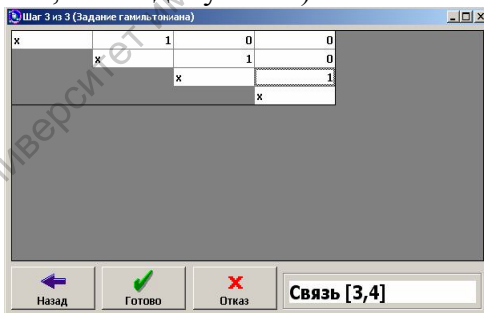 Шаг 3 из 3 (Задание гамильтониана)
x 1 0 0
x 1 0
x 1
x
Назад Готово Отказ Связь [3,4]